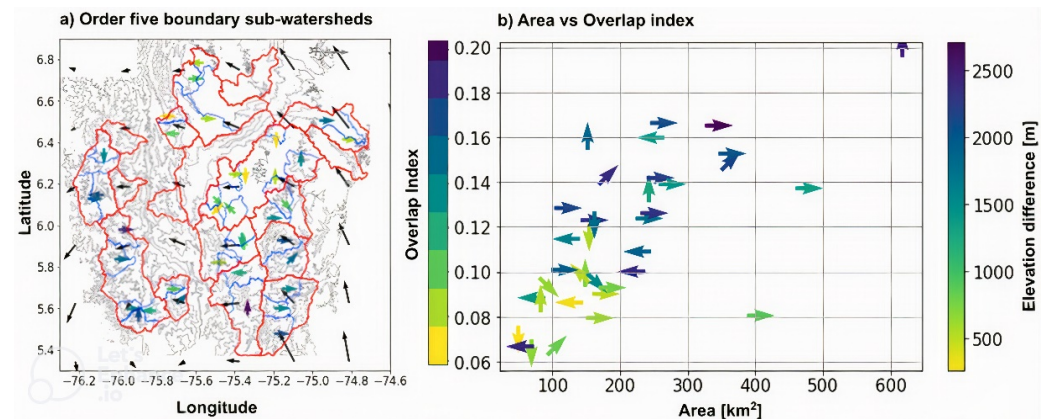 a) Order five boundary sub-watersheds
b) Area vs Overlap index
6.8
6.6
6.4
6.2
6.0
5.8
5.6
5.4
Latitude
−76.2 −76.0 −75.8 −75.6 −75.4 −75.2 −75.0 −74.8 −74.6
Longitude
Overlap Index
0.20
0.18
0.16
0.14
0.12
0.10
0.08
0.06
100 200 300 400 500 600
Area [km²]
2500
2000
1500
1000
500
Elevation difference [m]
Let
.io